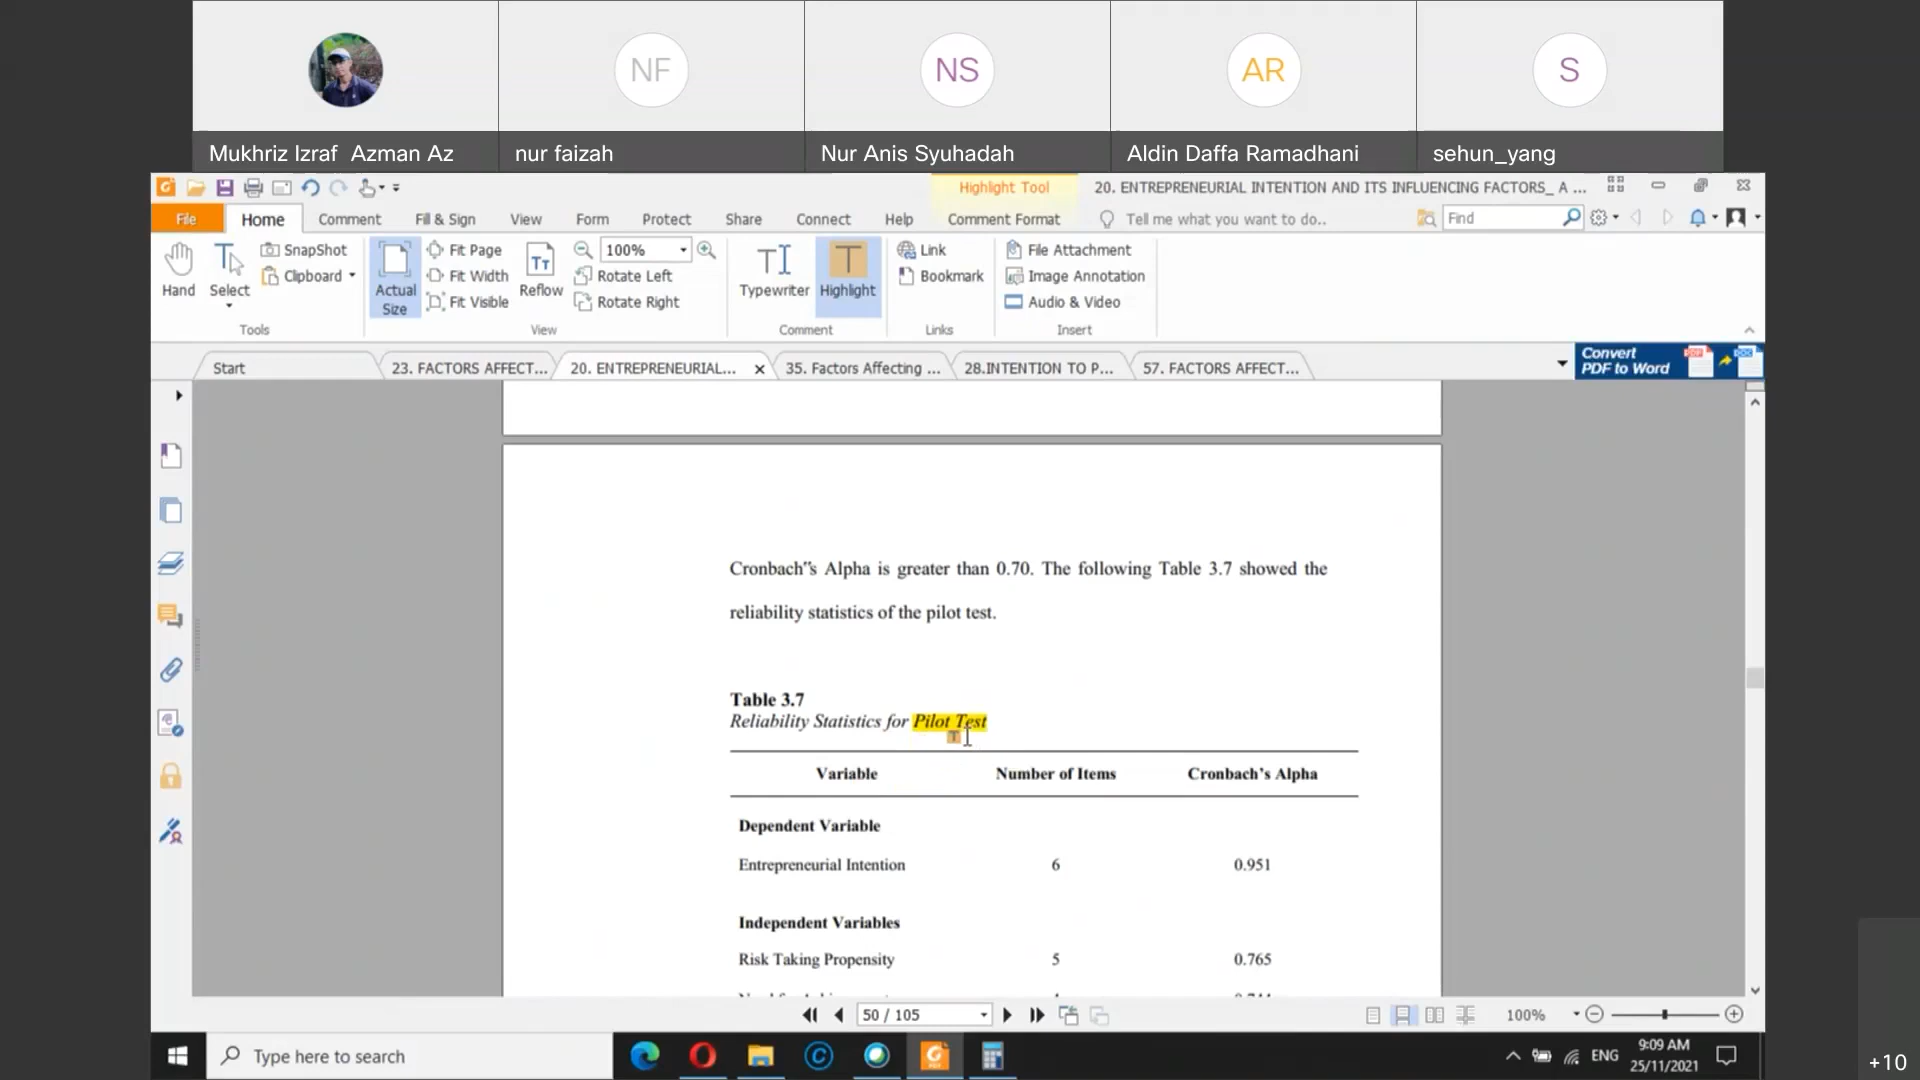 NF
NS
AR
S
Mukhriz Izraf Azman Az
nur faizah
Nur Anis Syuhadah
Aldin Daffa Ramadhani
sehun_yang
Highlight Tool
20. ENTREPRENEURIAL INTENTION AND ITS INFLUENCING FACTORS_ A ...
File
Home
Comment
Fill & Sign
View
Form
Protect
Share
Connect
Help
Comment Format
Tell me what you want to do..
Find
Hand
Select
SnapShot
Clipboard
Tools
Actual Size
Fit Page
Fit Width
Fit Visible
Reflow
100%
Rotate Left
Rotate Right
View
Typewriter
Highlight
Comment
Link
Bookmark
Links
File Attachment
Image Annotation
Audio & Video
Insert
Start
23. FACTORS AFFECT...
20. ENTREPRENEURIAL...
35. Factors Affecting ...
28.INTENTION TO P...
57. FACTORS AFFECT...
Convert
PDF to Word
Cronbach‟s Alpha is greater than 0.70. The following Table 3.7 showed the
reliability statistics of the pilot test.
Table 3.7
Reliability Statistics for Pilot Test
Variable Number of Items Cronbach's Alpha
Dependent Variable
Entrepreneurial Intention 6 0.951
Independent Variables
Risk Taking Propensity 5 0.765
50 / 105
100%
Type here to search
ENG
9:09 AM
25/11/2021
+10